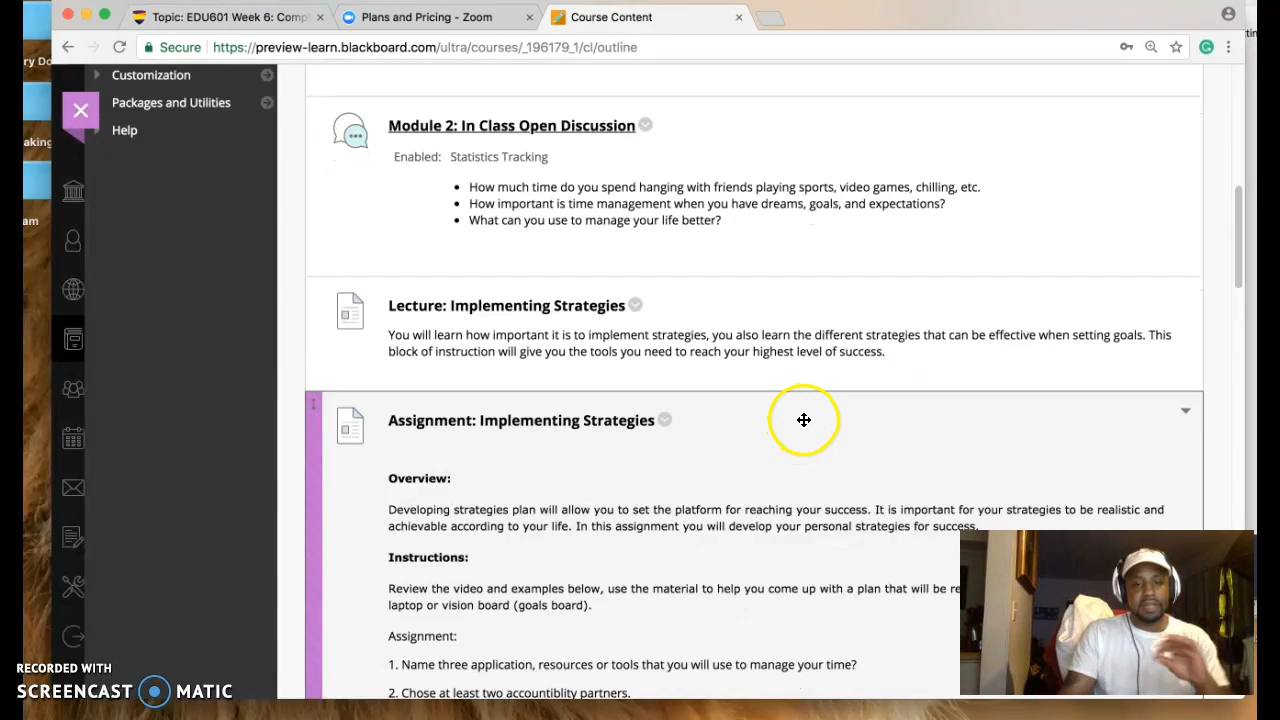 Topic: EDU601 Week 6: Compl
Plans and Pricing - Zoom
Course Content
Secure
https://preview-learn.blackboard.com/ultra/courses/_196179_1/cl/outline
Customization
Packages and Utilities
Help
Module 2: In Class Open Discussion
Enabled: Statistics Tracking
• How much time do you spend hanging with friends playing sports, video games, chilling, etc.
• How important is time management when you have dreams, goals, and expectations?
• What can you use to manage your life better?
Lecture: Implementing Strategies
You will learn how important it is to implement strategies, you also learn the different strategies that can be effective when setting goals. This
block of instruction will give you the tools you need to reach your highest level of success.
Assignment: Implementing Strategies
Overview:
Developing strategies plan will allow you to set the platform for reaching your success. It is important for your strategies to be realistic and
achievable according to your life. In this assignment you will develop your personal strategies for success.
Instructions:
Review the video and examples below, use the material to help you come up with a plan that will be re
laptop or vision board (goals board).
Assignment:
1. Name three application, resources or tools that you will use to manage your time?
2. Chose at least two accountiblity partners.
RECORDED WITH
SCREENCAST MATIC